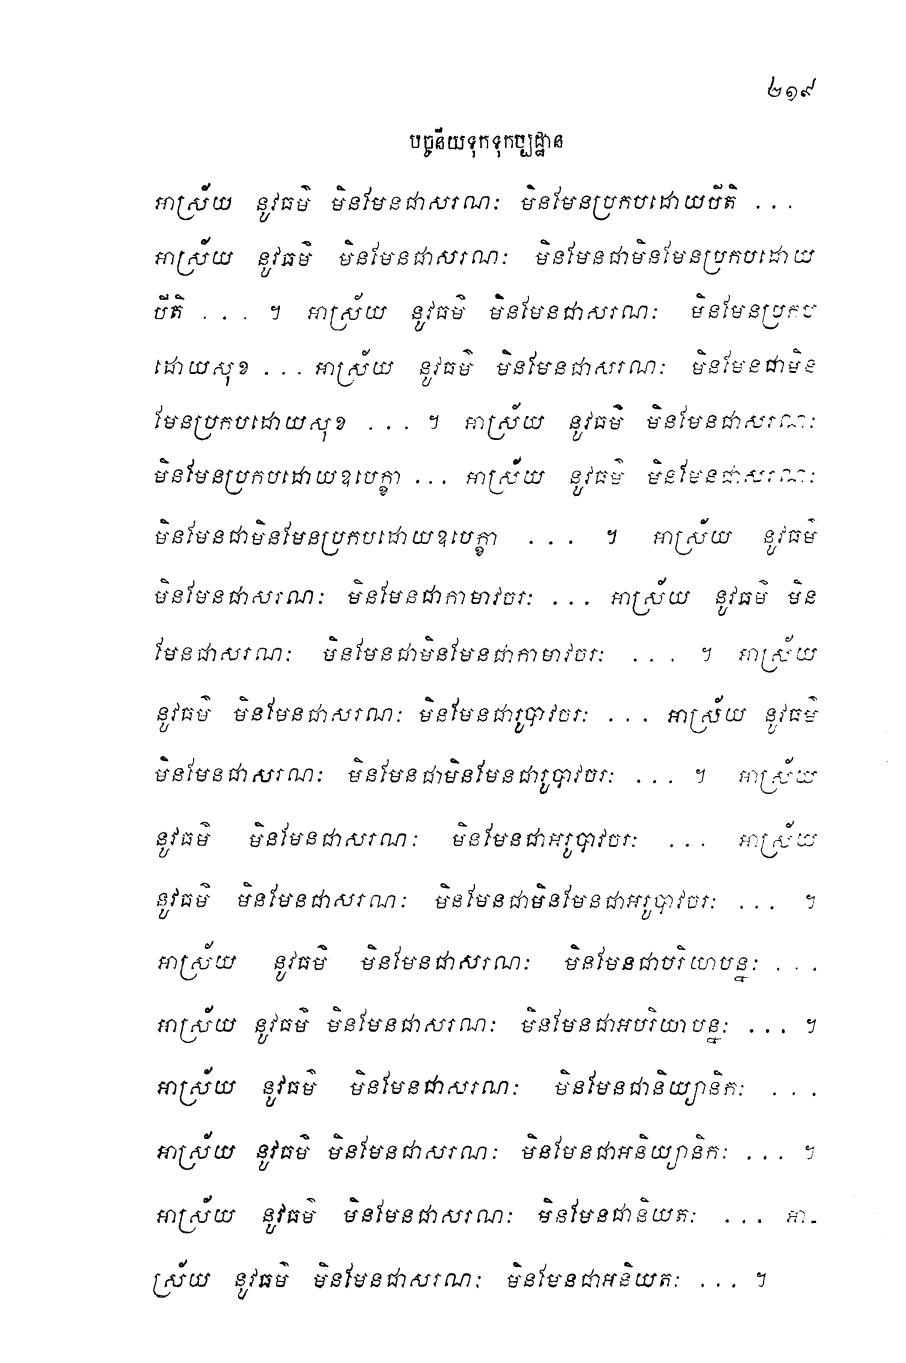 ២១៩
បច្ចនីយទុកទុកប្បដ្ឋាន
អាស្រ័យ នូវធម៌ មិនមែនជាសរណៈ មិនមែនប្រកបដោយបីតិ ...
អាស្រ័យ នូវធម៌ មិនមែនជាសរណៈ មិនមែនជាមិនមែនប្រកបដោយ
បីតិ ... ។ អាស្រ័យ នូវធម៌ មិនមែនជាសរណៈ មិនមែនប្រកប
ដោយសុខ ... អាស្រ័យ នូវធម៌ មិនមែនជាសរណៈ មិនមែនជាមិន
មែនប្រកបដោយសុខ ... ។ អាស្រ័យ នូវធម៌ មិនមែនជាសរណៈ
មិនមែនប្រកបដោយឧបេក្ខា ... អាស្រ័យ នូវធម៌ មិនមែនជាសរណៈ
មិនមែនជាមិនមែនប្រកបដោយឧបេក្ខា ... ។ អាស្រ័យ នូវធម៌
មិនមែនជាសរណៈ មិនមែនជាកាមាវចរៈ ... អាស្រ័យ នូវធម៌ មិន
មែនជាសរណៈ មិនមែនជាមិនមែនជាកាមាវចរៈ ... ។ អាស្រ័យ
នូវធម៌ មិនមែនជាសរណៈ មិនមែនជារូបាវចរៈ ... អាស្រ័យ នូវធម៌
មិនមែនជាសរណៈ មិនមែនជាមិនមែនជារូបាវចរៈ ... ។ អាស្រ័យ
នូវធម៌ មិនមែនជាសរណៈ មិនមែនជាអរូបាវចរៈ ... អាស្រ័យ
នូវធម៌ មិនមែនជាសរណៈ មិនមែនជាមិនមែនជាអរូបាវចរៈ ... ។
អាស្រ័យ នូវធម៌ មិនមែនជាសរណៈ មិនមែនជាបរិយាបន្នៈ ...
អាស្រ័យ នូវធម៌ មិនមែនជាសរណៈ មិនមែនជាអបរិយាបន្នៈ ... ។
អាស្រ័យ នូវធម៌ មិនមែនជាសរណៈ មិនមែនជានិយ្យានិកៈ ...
អាស្រ័យ នូវធម៌ មិនមែនជាសរណៈ មិនមែនជាអនិយ្យានិកៈ ... ។
អាស្រ័យ នូវធម៌ មិនមែនជាសរណៈ មិនមែនជានិយតៈ ... អា-
ស្រ័យ នូវធម៌ មិនមែនជាសរណៈ មិនមែនជាអនិយតៈ ... ។